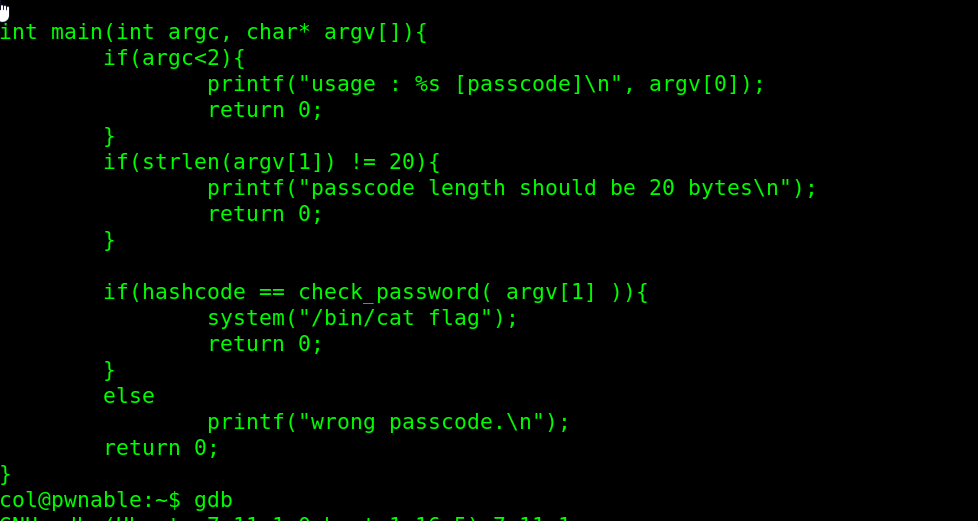 int main(int argc, char* argv[]){
        if(argc<2){
                printf("usage : %s [passcode]\n", argv[0]);
                return 0;
        }
        if(strlen(argv[1]) != 20){
                printf("passcode length should be 20 bytes\n");
                return 0;
        }

        if(hashcode == check_password( argv[1] )){
                system("/bin/cat flag");
                return 0;
        }
        else
                printf("wrong passcode.\n");
        return 0;
}
col@pwnable:~$ gdb